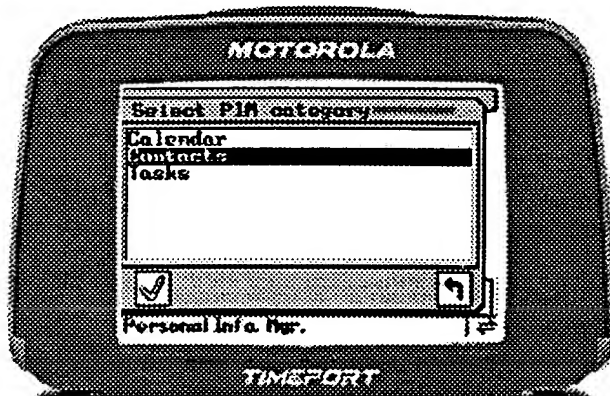 MOTOROLA
Select PIM category
Calendar
Contacts
Tasks
Personal Info. Mgr.
TIMEPORT